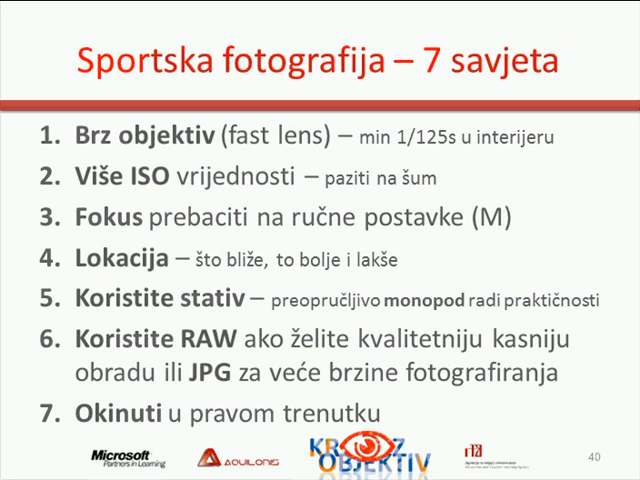 Sportska fotografija – 7 savjeta
1. Brz objektiv (fast lens) – min 1/125s u interijeru
2. Više ISO vrijednosti – paziti na šum
3. Fokus prebaciti na ručne postavke (M)
4. Lokacija – što bliže, to bolje i lakše
5. Koristite stativ – preopručljivo monopod radi praktičnosti
6. Koristite RAW ako želite kvalitetniju kasniju
obradu ili JPG za veće brzine fotografiranja
7. Okinuti u pravom trenutku
Microsoft
Partners in Learning
AQUILONIS
KROZ
OBJEKTIV
40